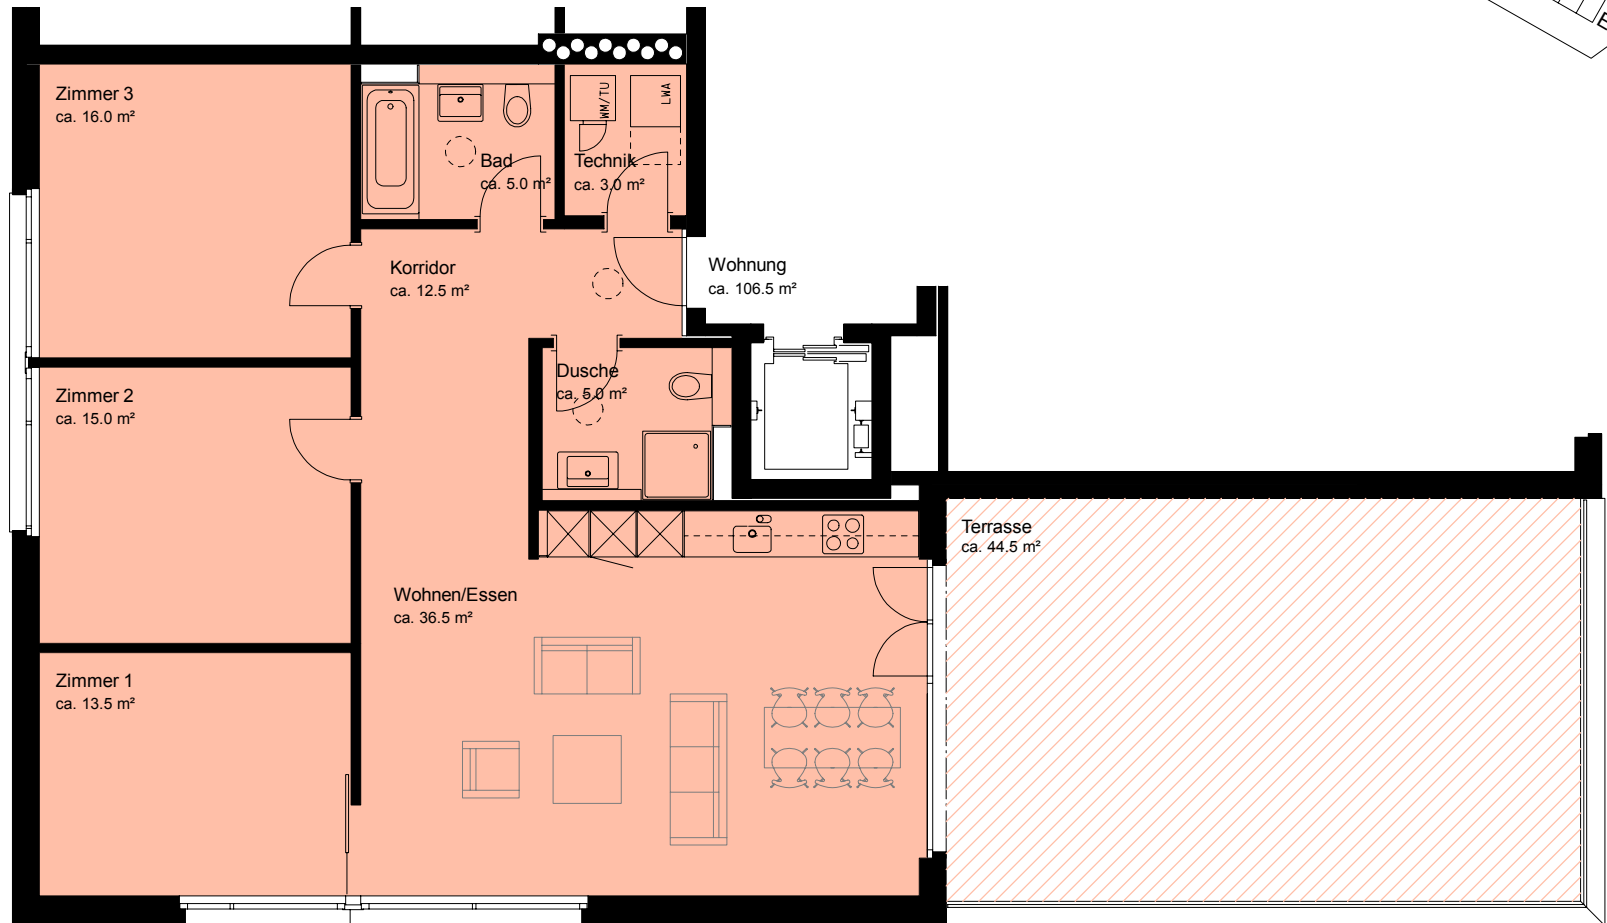 Zimmer 3
ca. 16.0 m²
WM/TU
LWA
Bad
ca. 5.0 m²
Technik
ca. 3.0 m²
Korridor
ca. 12.5 m²
Wohnung
ca. 106.5 m²
Zimmer 2
ca. 15.0 m²
Dusche
ca. 5.0 m²
Terrasse
ca. 44.5 m²
Wohnen/Essen
ca. 36.5 m²
Zimmer 1
ca. 13.5 m²